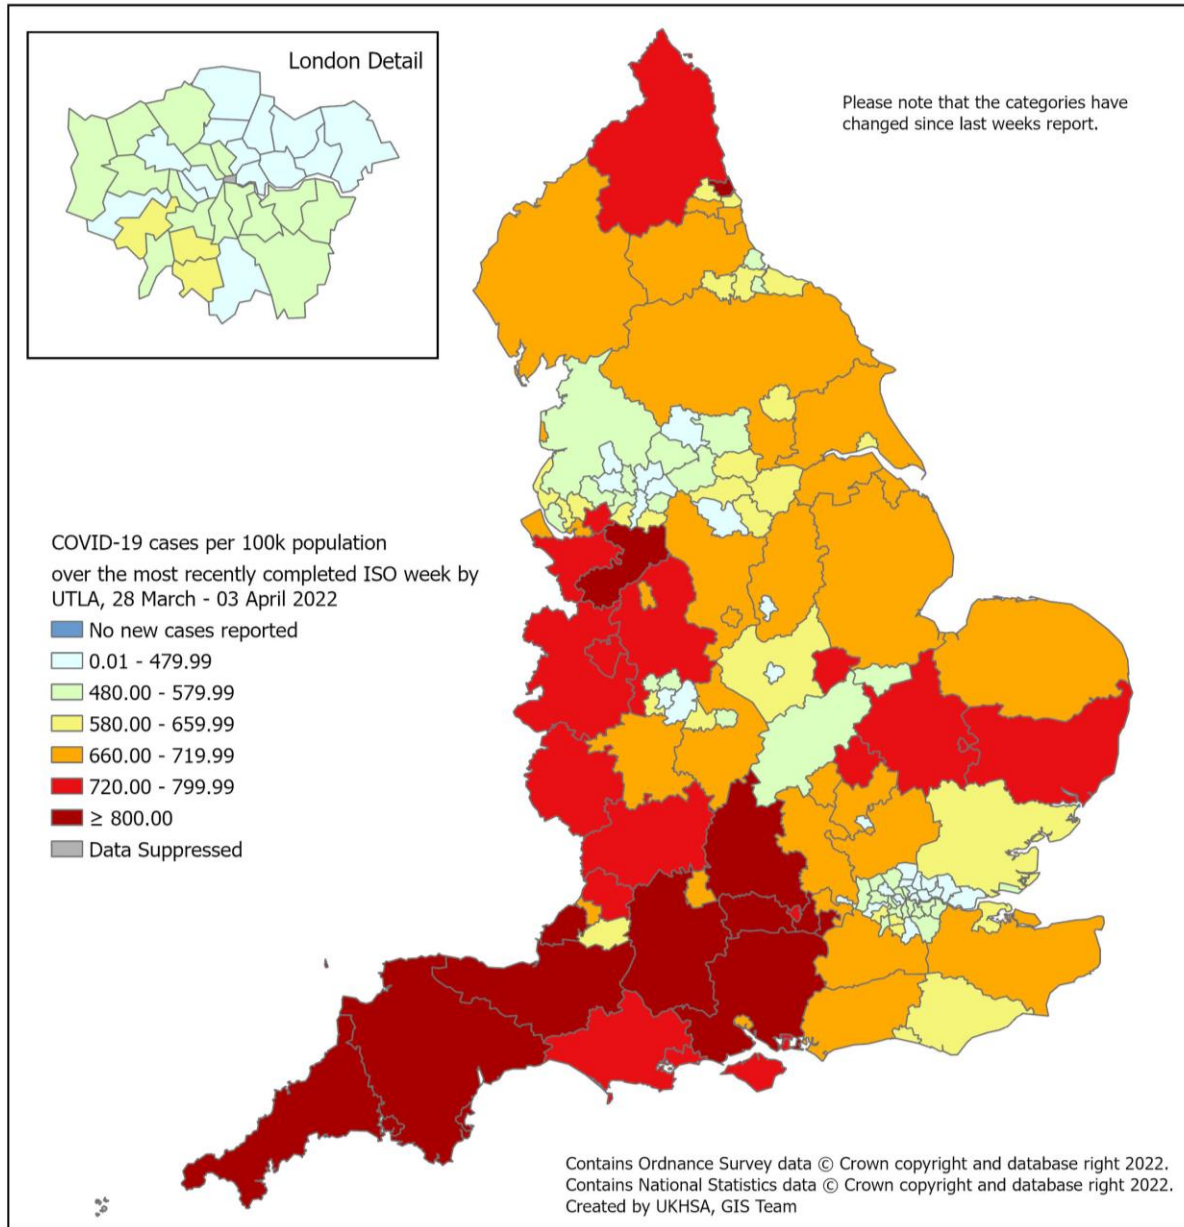 London Detail
Please note that the categories have
changed since last weeks report.
COVID-19 cases per 100k population
over the most recently completed ISO week by
UTLA, 28 March - 03 April 2022
No new cases reported
0.01 - 479.99
480.00 - 579.99
580.00 - 659.99
660.00 - 719.99
720.00 - 799.99
≥ 800.00
Data Suppressed
Contains Ordnance Survey data © Crown copyright and database right 2022.
Contains National Statistics data © Crown copyright and database right 2022.
Created by UKHSA, GIS Team